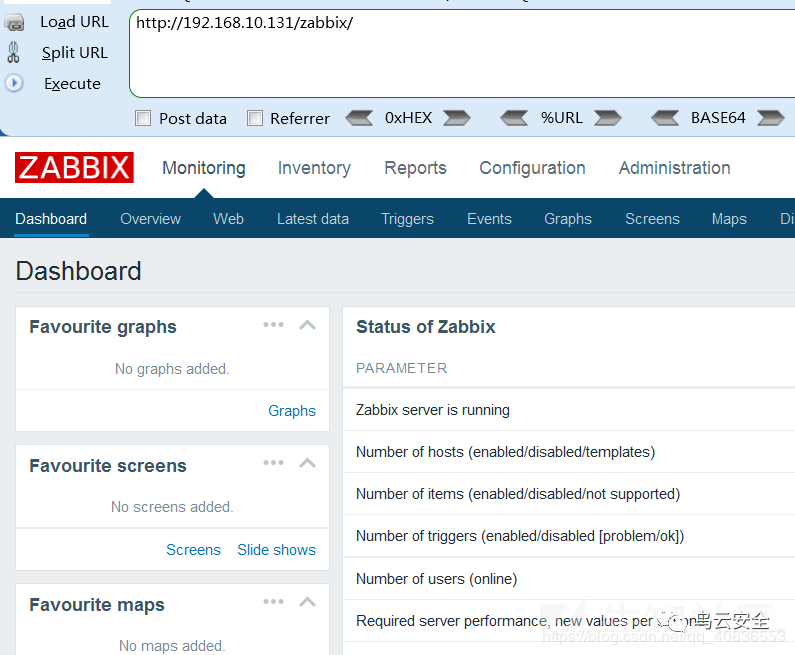 Load URL
http://192.168.10.131/zabbix/
Split URL
Execute
Post data Referrer 0xHEX %URL BASE64
ZABBIX Monitoring Inventory Reports Configuration Administration
Dashboard Overview Web Latest data Triggers Events Graphs Screens Maps Di
Dashboard
Favourite graphs
No graphs added.
Graphs
Favourite screens
No screens added.
Screens Slide shows
Favourite maps
No maps added.
Status of Zabbix
PARAMETER
Zabbix server is running
Number of hosts (enabled/disabled/templates)
Number of items (enabled/disabled/not supported)
Number of triggers (enabled/disabled [problem/ok])
Number of users (online)
Required server performance, new values per
乌云安全
https://blog.csdn.net/qq_40836553